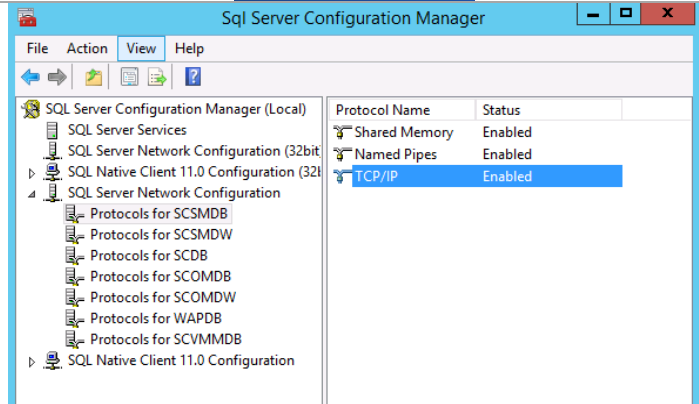 Sql Server Configuration Manager
File Action View Help
SQL Server Configuration Manager (Local)
SQL Server Services
SQL Server Network Configuration (32bit
SQL Native Client 11.0 Configuration (32
SQL Server Network Configuration
Protocols for SCSMDB
Protocols for SCSMDW
Protocols for SCDB
Protocols for SCOMDB
Protocols for SCOMDW
Protocols for WAPDB
Protocols for SCVMMDB
SQL Native Client 11.0 Configuration
Protocol Name Status
Shared Memory Enabled
Named Pipes Enabled
TCP/IP Enabled